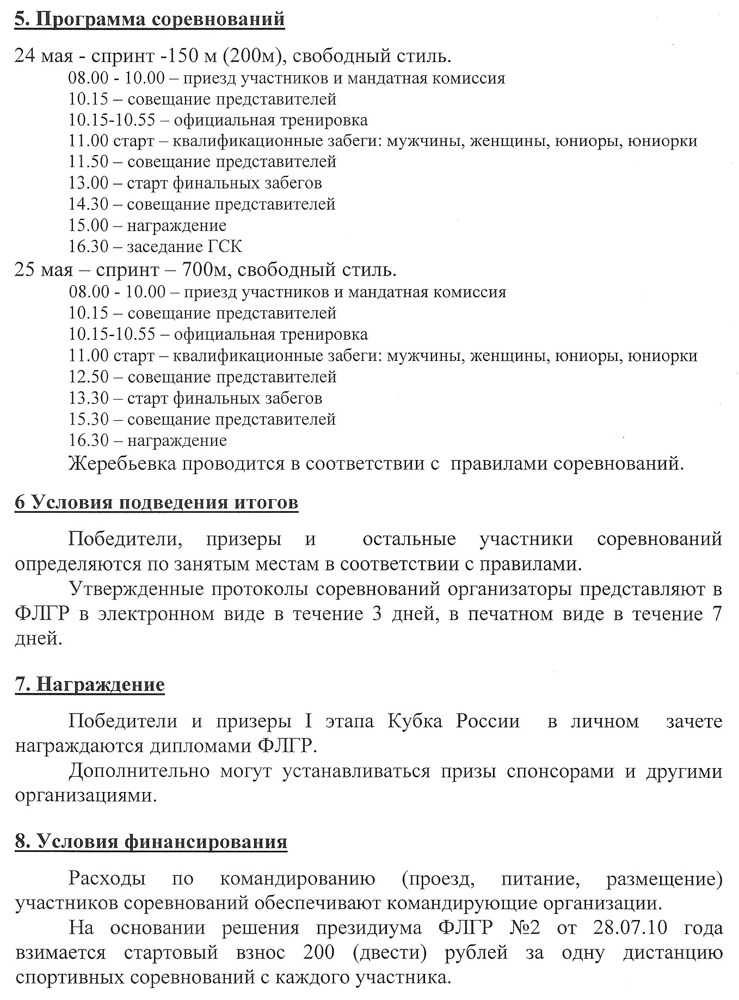 5. Программа соревнований
24 мая - спринт -150 м (200м), свободный стиль.
08.00 - 10.00 – приезд участников и мандатная комиссия
10.15 – совещание представителей
10.15-10.55 – официальная тренировка
11.00 старт – квалификационные забеги: мужчины, женщины, юниоры, юниорки
11.50 – совещание представителей
13.00 – старт финальных забегов
14.30 – совещание представителей
15.00 – награждение
16.30 – заседание ГСК
25 мая – спринт – 700м, свободный стиль.
08.00 - 10.00 – приезд участников и мандатная комиссия
10.15 – совещание представителей
10.15-10.55 – официальная тренировка
11.00 старт – квалификационные забеги: мужчины, женщины, юниоры, юниорки
12.50 – совещание представителей
13.30 – старт финальных забегов
15.30 – совещание представителей
16.30 – награждение
Жеребьевка проводится в соответствии с правилами соревнований.
6 Условия подведения итогов
Победители, призеры и остальные участники соревнований
определяются по занятым местам в соответствии с правилами.
Утвержденные протоколы соревнований организаторы представляют в
ФЛГР в электронном виде в течение 3 дней, в печатном виде в течение 7
дней.
7. Награждение
Победители и призеры I этапа Кубка России в личном зачете
награждаются дипломами ФЛГР.
Дополнительно могут устанавливаться призы спонсорами и другими
организациями.
8. Условия финансирования
Расходы по командированию (проезд, питание, размещение)
участников соревнований обеспечивают командирующие организации.
На основании решения президиума ФЛГР №2 от 28.07.10 года
взимается стартовый взнос 200 (двести) рублей за одну дистанцию
спортивных соревнований с каждого участника.